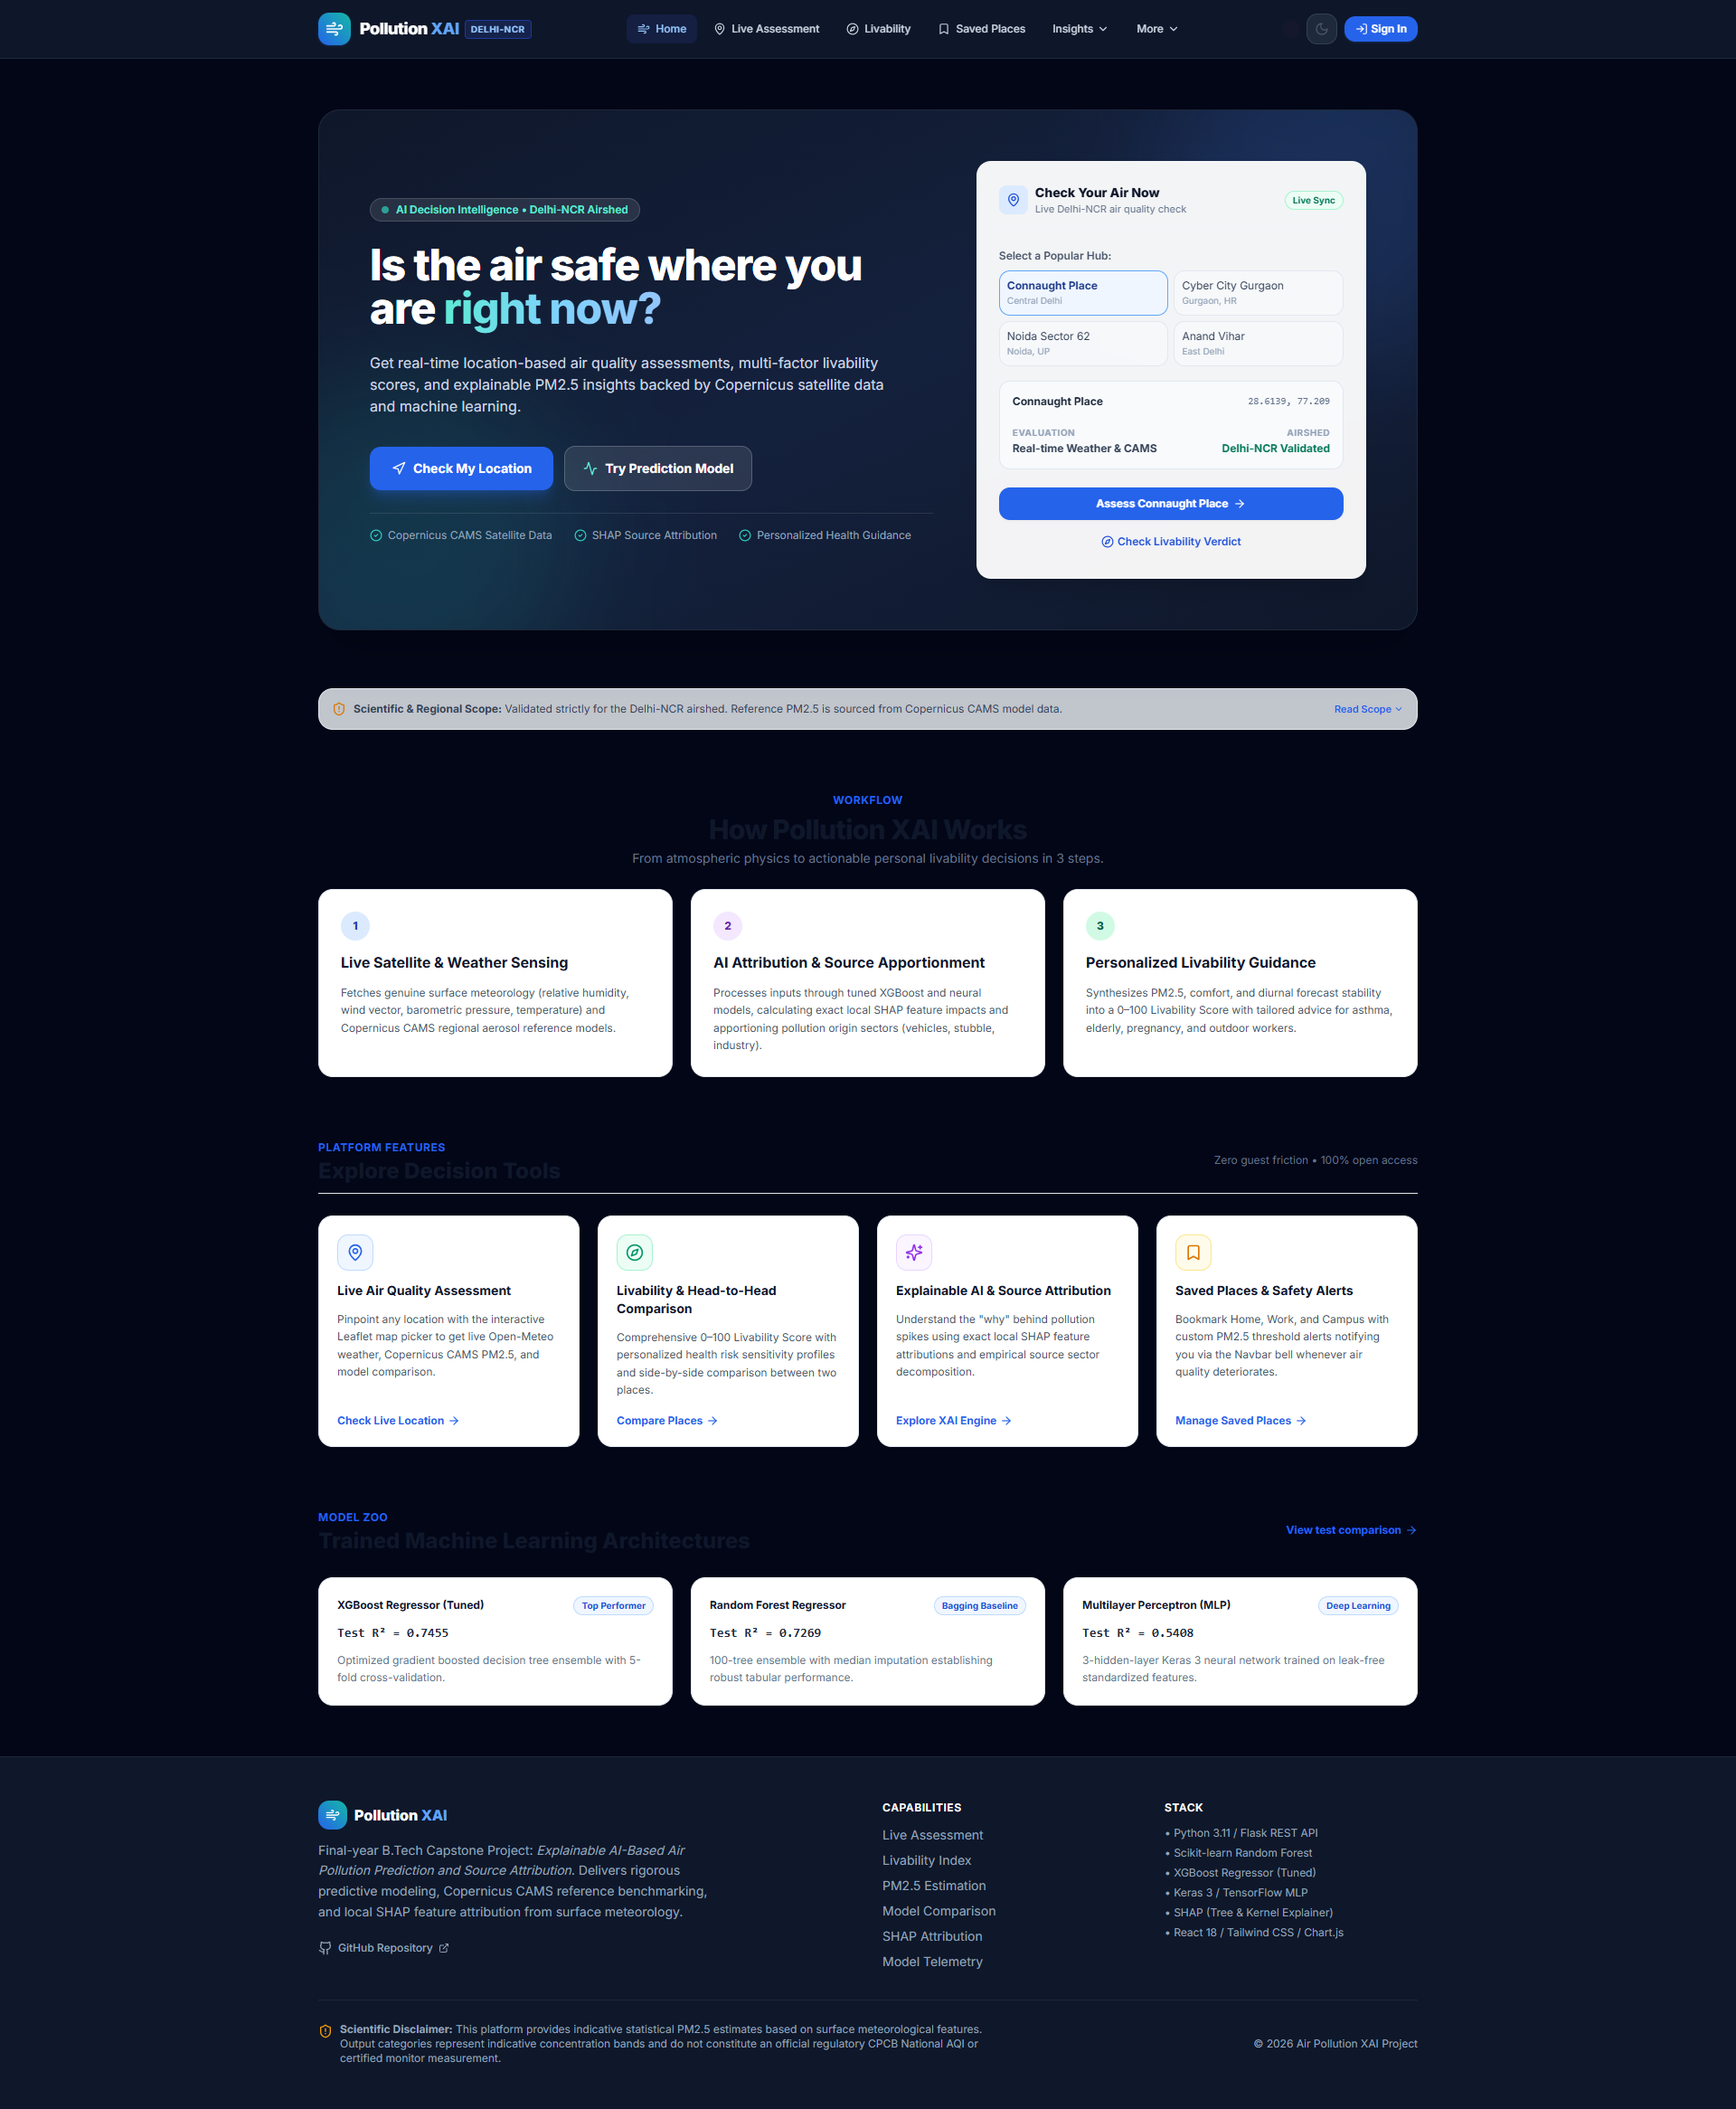 Pollution XAI DELHI-NCR
Home
Live Assessment
Livability
Saved Places
Insights
More
Sign In
AI Decision Intelligence • Delhi-NCR Airshed
Is the air safe where you
are right now?
Get real-time location-based air quality assessments, multi-factor livability
scores, and explainable PM2.5 insights backed by Copernicus satellite data
and machine learning.
Check My Location
Try Prediction Model
Copernicus CAMS Satellite Data
SHAP Source Attribution
Personalized Health Guidance
Check Your Air Now
Live Delhi-NCR air quality check
Live Sync
Select a Popular Hub:
Connaught Place
Central Delhi
Cyber City Gurgaon
Gurgaon, HR
Noida Sector 62
Noida, UP
Anand Vihar
East Delhi
Connaught Place
28.6139, 77.209
EVALUATION
Real-time Weather & CAMS
AIRSHED
Delhi-NCR Validated
Assess Connaught Place
Check Livability Verdict
Scientific & Regional Scope: Validated strictly for the Delhi-NCR airshed. Reference PM2.5 is sourced from Copernicus CAMS model data.
Read Scope
WORKFLOW
How Pollution XAI Works
From atmospheric physics to actionable personal livability decisions in 3 steps.
1
Live Satellite & Weather Sensing
Fetches genuine surface meteorology (relative humidity,
wind vector, barometric pressure, temperature) and
Copernicus CAMS regional aerosol reference models.
2
AI Attribution & Source Apportionment
Processes inputs through tuned XGBoost and neural
models, calculating exact local SHAP feature impacts and
apportioning pollution origin sectors (vehicles, stubble,
industry).
3
Personalized Livability Guidance
Synthesizes PM2.5, comfort, and diurnal forecast stability
into a 0–100 Livability Score with tailored advice for asthma,
elderly, pregnancy, and outdoor workers.
PLATFORM FEATURES
Explore Decision Tools
Zero guest friction • 100% open access
Live Air Quality Assessment
Pinpoint any location with the interactive
Leaflet map picker to get live Open-Meteo
weather, Copernicus CAMS PM2.5, and
model comparison.
Check Live Location
Livability & Head-to-Head
Comparison
Comprehensive 0–100 Livability Score with
personalized health risk sensitivity profiles
and side-by-side comparison between two
places.
Compare Places
Explainable AI & Source Attribution
Understand the "why" behind pollution
spikes using exact local SHAP feature
attributions and empirical source sector
decomposition.
Explore XAI Engine
Saved Places & Safety Alerts
Bookmark Home, Work, and Campus with
custom PM2.5 threshold alerts notifying
you via the Navbar bell whenever air
quality deteriorates.
Manage Saved Places
MODEL ZOO
Trained Machine Learning Architectures
View test comparison
XGBoost Regressor (Tuned)
Top Performer
Test R² = 0.7455
Optimized gradient boosted decision tree ensemble with 5-
fold cross-validation.
Random Forest Regressor
Bagging Baseline
Test R² = 0.7269
100-tree ensemble with median imputation establishing
robust tabular performance.
Multilayer Perceptron (MLP)
Deep Learning
Test R² = 0.5408
3-hidden-layer Keras 3 neural network trained on leak-free
standardized features.
Pollution XAI
Final-year B.Tech Capstone Project: Explainable AI-Based Air
Pollution Prediction and Source Attribution. Delivers rigorous
predictive modeling, Copernicus CAMS reference benchmarking,
and local SHAP feature attribution from surface meteorology.
GitHub Repository
CAPABILITIES
Live Assessment
Livability Index
PM2.5 Estimation
Model Comparison
SHAP Attribution
Model Telemetry
STACK
• Python 3.11 / Flask REST API
• Scikit-learn Random Forest
• XGBoost Regressor (Tuned)
• Keras 3 / TensorFlow MLP
• SHAP (Tree & Kernel Explainer)
• React 18 / Tailwind CSS / Chart.js
Scientific Disclaimer: This platform provides indicative statistical PM2.5 estimates based on surface meteorological features.
Output categories represent indicative concentration bands and do not constitute an official regulatory CPCB National AQI or
certified monitor measurement.
© 2026 Air Pollution XAI Project